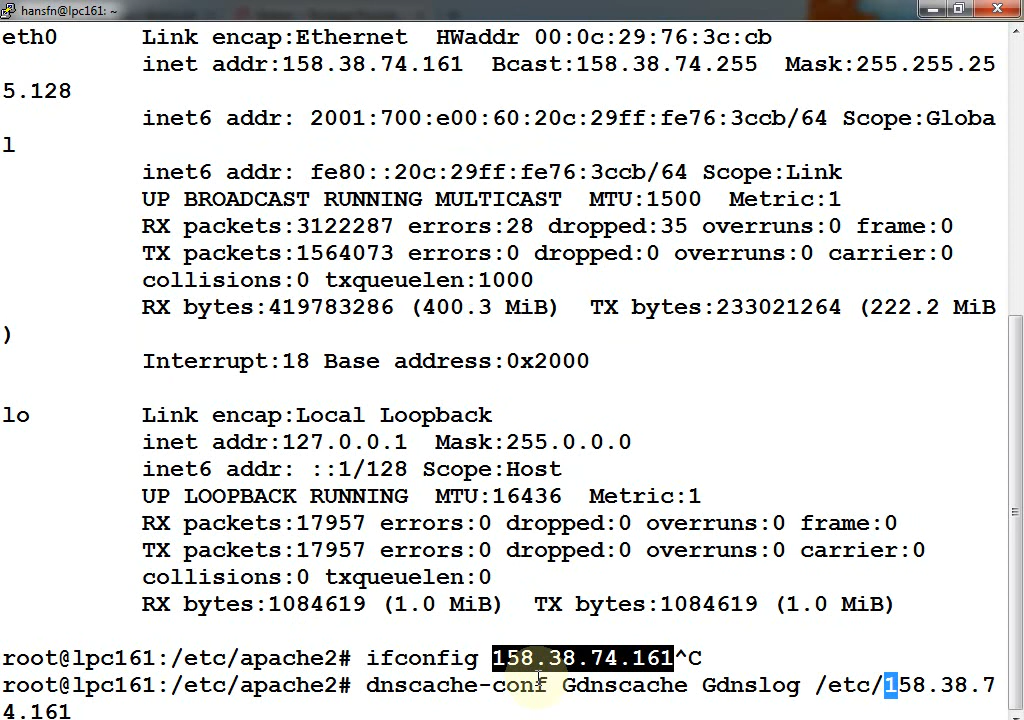 hansfn@lpc161: ~
eth0 Link encap:Ethernet HWaddr 00:0c:29:76:3c:cb
inet addr:158.38.74.161 Bcast:158.38.74.255 Mask:255.255.25
5.128
inet6 addr: 2001:700:e00:60:20c:29ff:fe76:3ccb/64 Scope:Globa
l
inet6 addr: fe80::20c:29ff:fe76:3ccb/64 Scope:Link
UP BROADCAST RUNNING MULTICAST MTU:1500 Metric:1
RX packets:3122287 errors:28 dropped:35 overruns:0 frame:0
TX packets:1564073 errors:0 dropped:0 overruns:0 carrier:0
collisions:0 txqueuelen:1000
RX bytes:419783286 (400.3 MiB) TX bytes:233021264 (222.2 MiB
)
Interrupt:18 Base address:0x2000
lo Link encap:Local Loopback
inet addr:127.0.0.1 Mask:255.0.0.0
inet6 addr: ::1/128 Scope:Host
UP LOOPBACK RUNNING MTU:16436 Metric:1
RX packets:17957 errors:0 dropped:0 overruns:0 frame:0
TX packets:17957 errors:0 dropped:0 overruns:0 carrier:0
collisions:0 txqueuelen:0
RX bytes:1084619 (1.0 MiB) TX bytes:1084619 (1.0 MiB)
root@lpc161:/etc/apache2# ifconfig 158.38.74.161^C
root@lpc161:/etc/apache2# dnscache-conf Gdnscache Gdnslog /etc/158.38.7
4.161